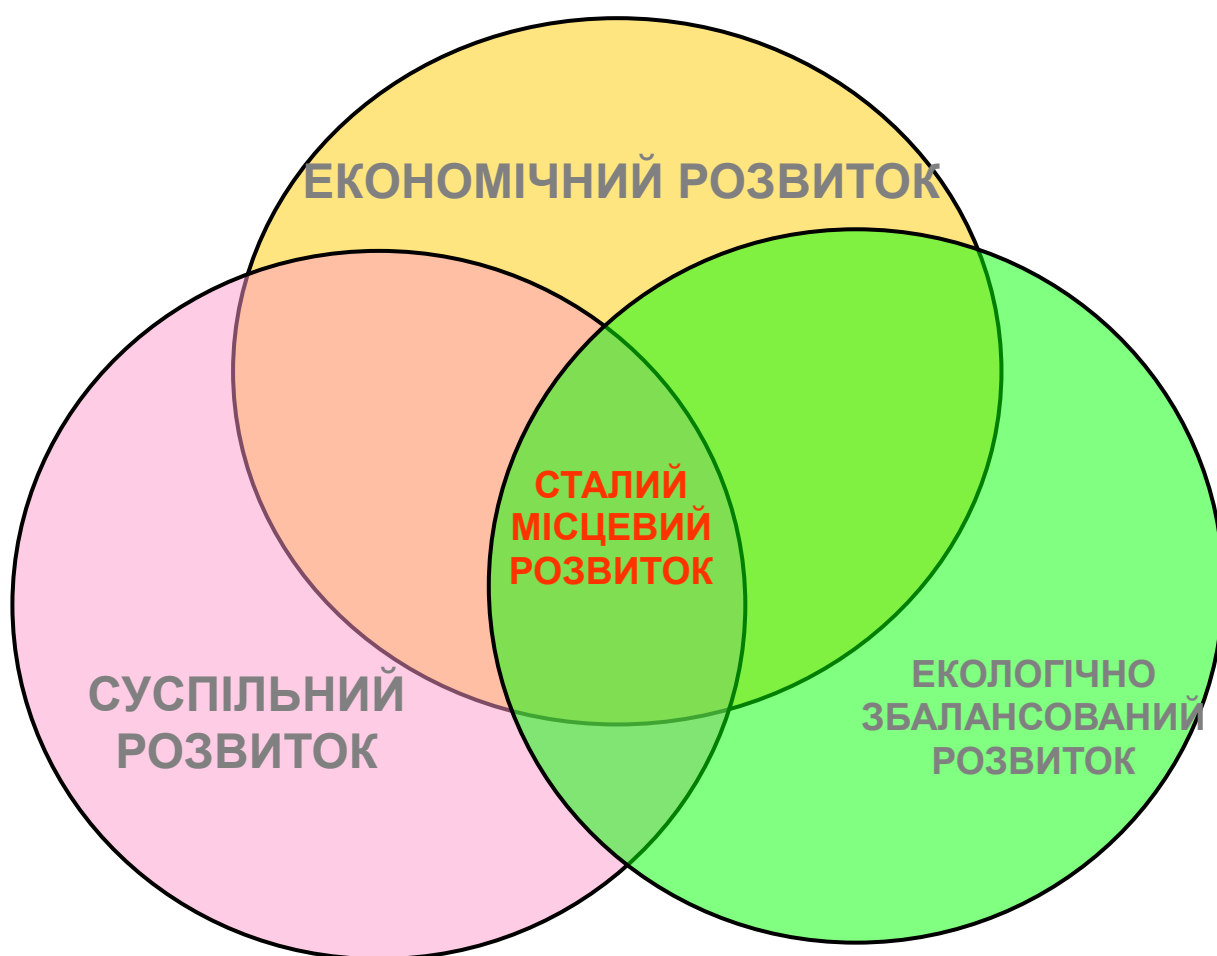 ЕКОНОМІЧНИЙ РОЗВИТОК
СТАЛИЙ
МІСЦЕВИЙ
РОЗВИТОК
СУСПІЛЬНИЙ
РОЗВИТОК
ЕКОЛОГІЧНО
ЗБАЛАНСОВАНИЙ
РОЗВИТОК